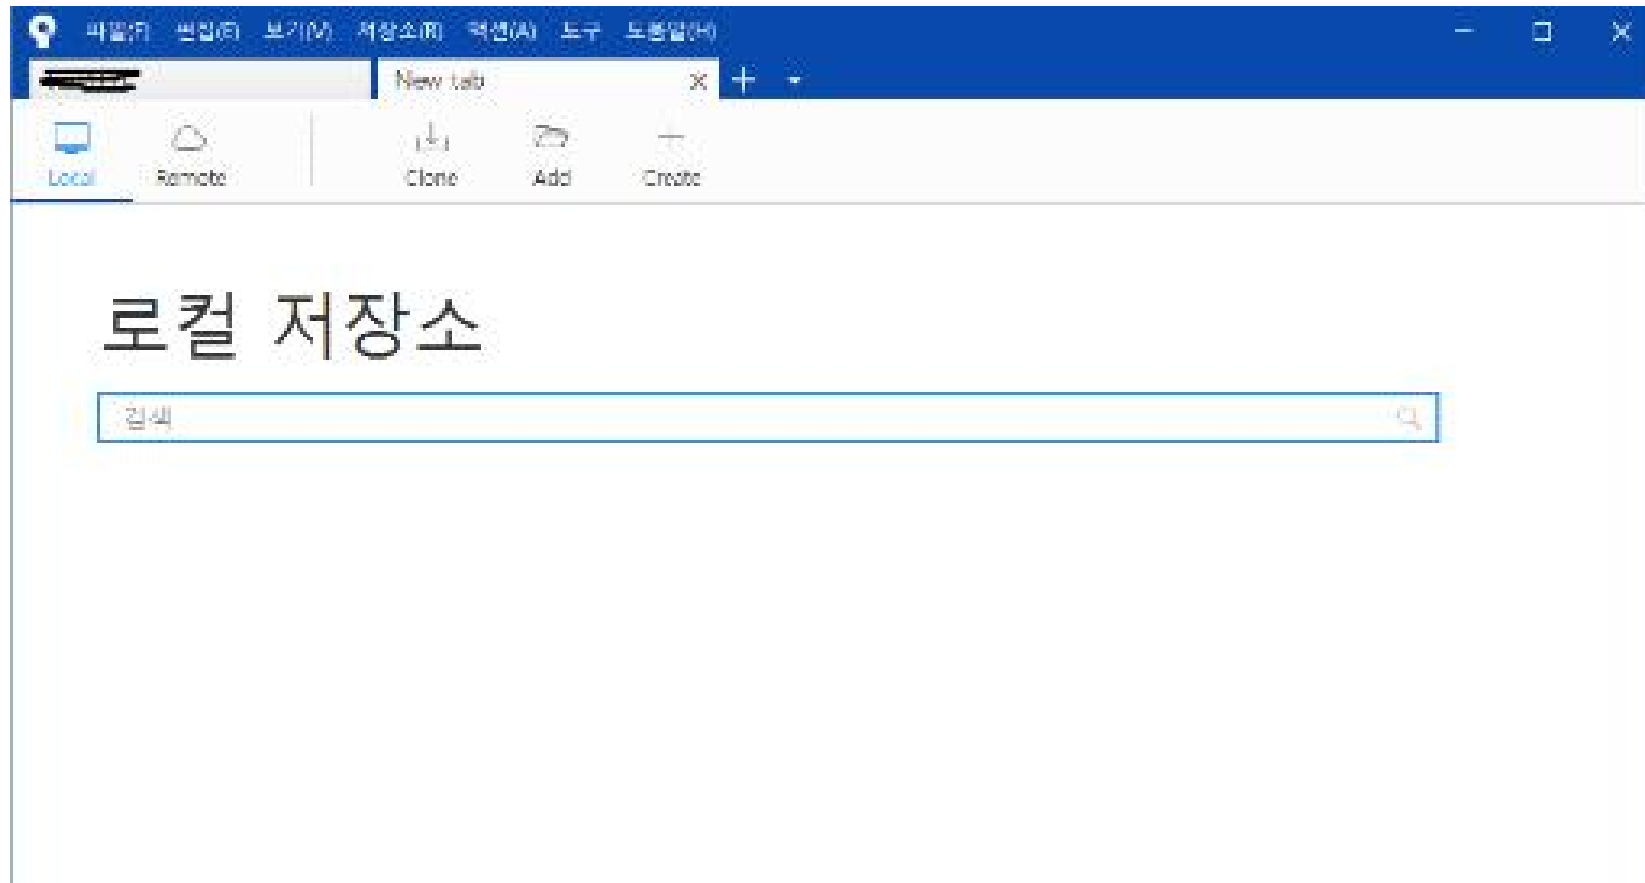 파일(F) 편집(E) 보기(V) 저장소(R) 액션(A) 도구 도움말(H)
New tab
Local Remote Clone Add Create
로컬 저장소
검색